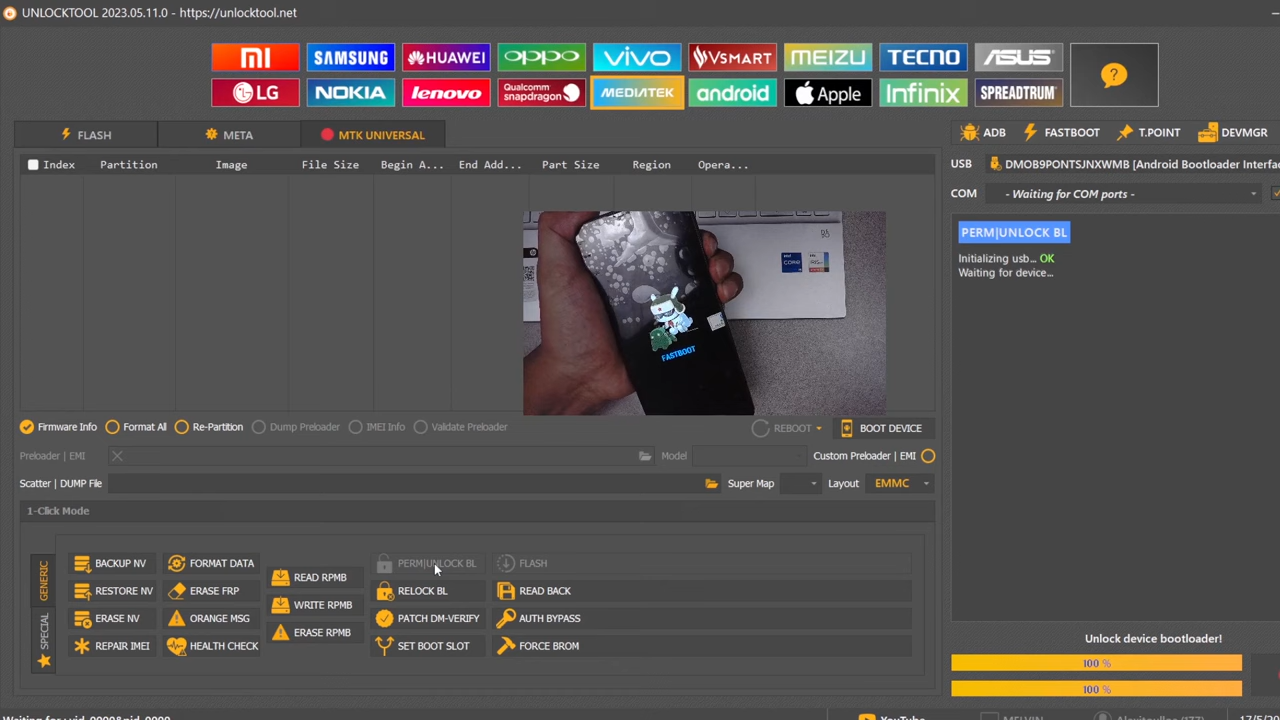 UNLOCKTOOL 2023.05.11.0 - https://unlocktool.net
MI SAMSUNG HUAWEI OPPO VIVO VSMART MEIZU TECNO ASUS ?
LG NOKIA lenovo Qualcomm snapdragon MEDIATEK android Apple Infinix SPREADTRUM
FLASH META MTK UNIVERSAL
ADB FASTBOOT T.POINT DEVMGR
Index Partition Image File Size Begin A... End Add... Part Size Region Opera...
USB DMOB9PONTSJNXWMB [Android Bootloader Interfa
COM - Waiting for COM ports -
PERM|UNLOCK BL
Initializing usb... OK
Waiting for device...
CORE
FASTBOOT
Firmware Info Format All Re-Partition Dump Preloader IMEI Info Validate Preloader REBOOT BOOT DEVICE
Preloader | EMI Model Custom Preloader | EMI
Scatter | DUMP File Super Map Layout EMMC
1-Click Mode
GENERIC
SPECIAL
BACKUP NV FORMAT DATA READ RPMB PERM|UNLOCK BL FLASH
RESTORE NV ERASE FRP WRITE RPMB RELOCK BL READ BACK
ERASE NV ORANGE MSG ERASE RPMB PATCH DM-VERIFY AUTH BYPASS
REPAIR IMEI HEALTH CHECK SET BOOT SLOT FORCE BROM
Unlock device bootloader!
100 %
100 %
YouTube MELVIN